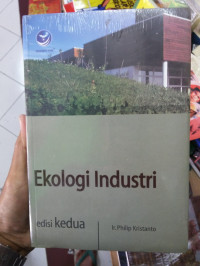 Ekologi Industri
edisi kedua
Ir. Philip Kristanto